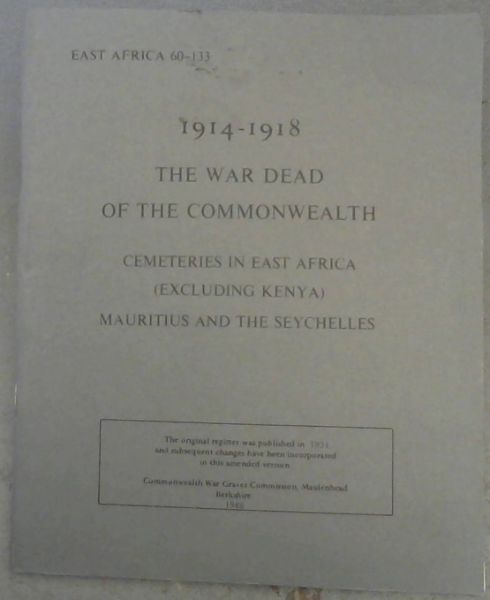 EAST AFRICA 60-133
1914-1918
THE WAR DEAD
OF THE COMMONWEALTH
CEMETERIES IN EAST AFRICA
(EXCLUDING KENYA)
MAURITIUS AND THE SEYCHELLES
The original register was published in
and subsequent changes have been incorporated
in this amended version
Commonwealth War Graves Commission, Maidenhead
Berkshire